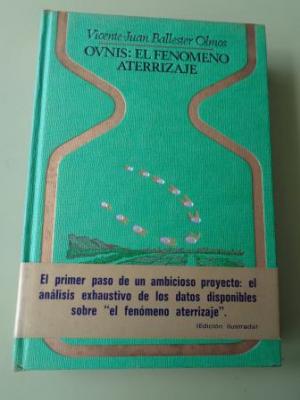 Vicente-Juan Ballester Olmos
OVNIS: EL FENOMENO
ATERRIZAJE
El primer paso de un ambicioso proyecto: el
análisis exhaustivo de los datos disponibles
sobre "el fenómeno aterrizaje".
(Edición ilustrada)